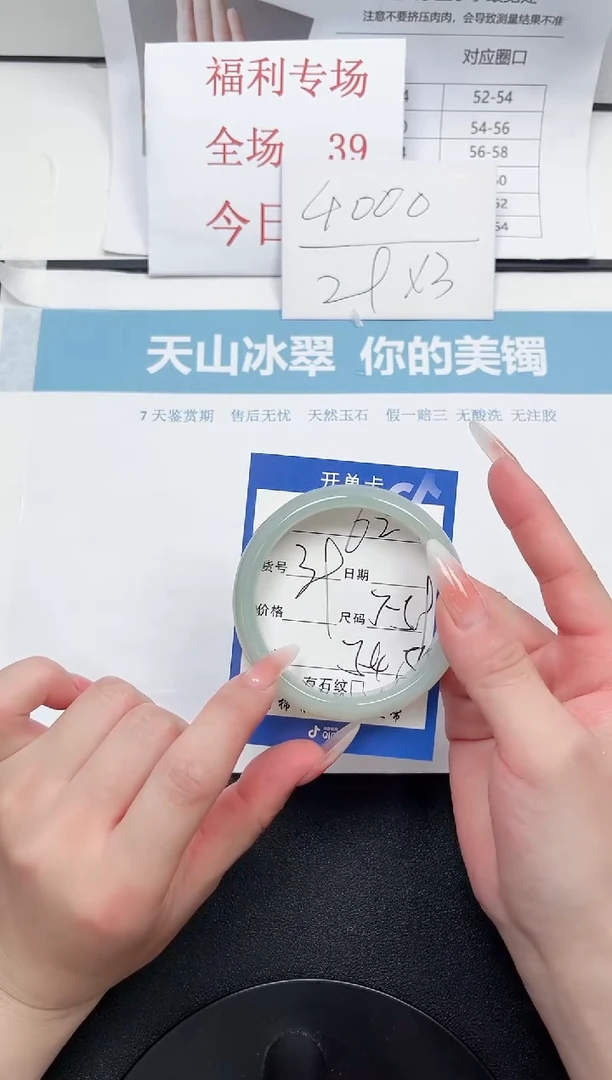 注意不要挤压肉肉，会导致测量结果不准
对应圈口
52-54
54-56
56-58
福利专场
全场 39
今日
4000
29 x3
天山冰翠 你的美镯
7天鉴赏期 售后无忧 天然玉石 假一赔三 无酸洗 无注胶
开单卡
62
货号 39 日期
价格 尺码
有石纹